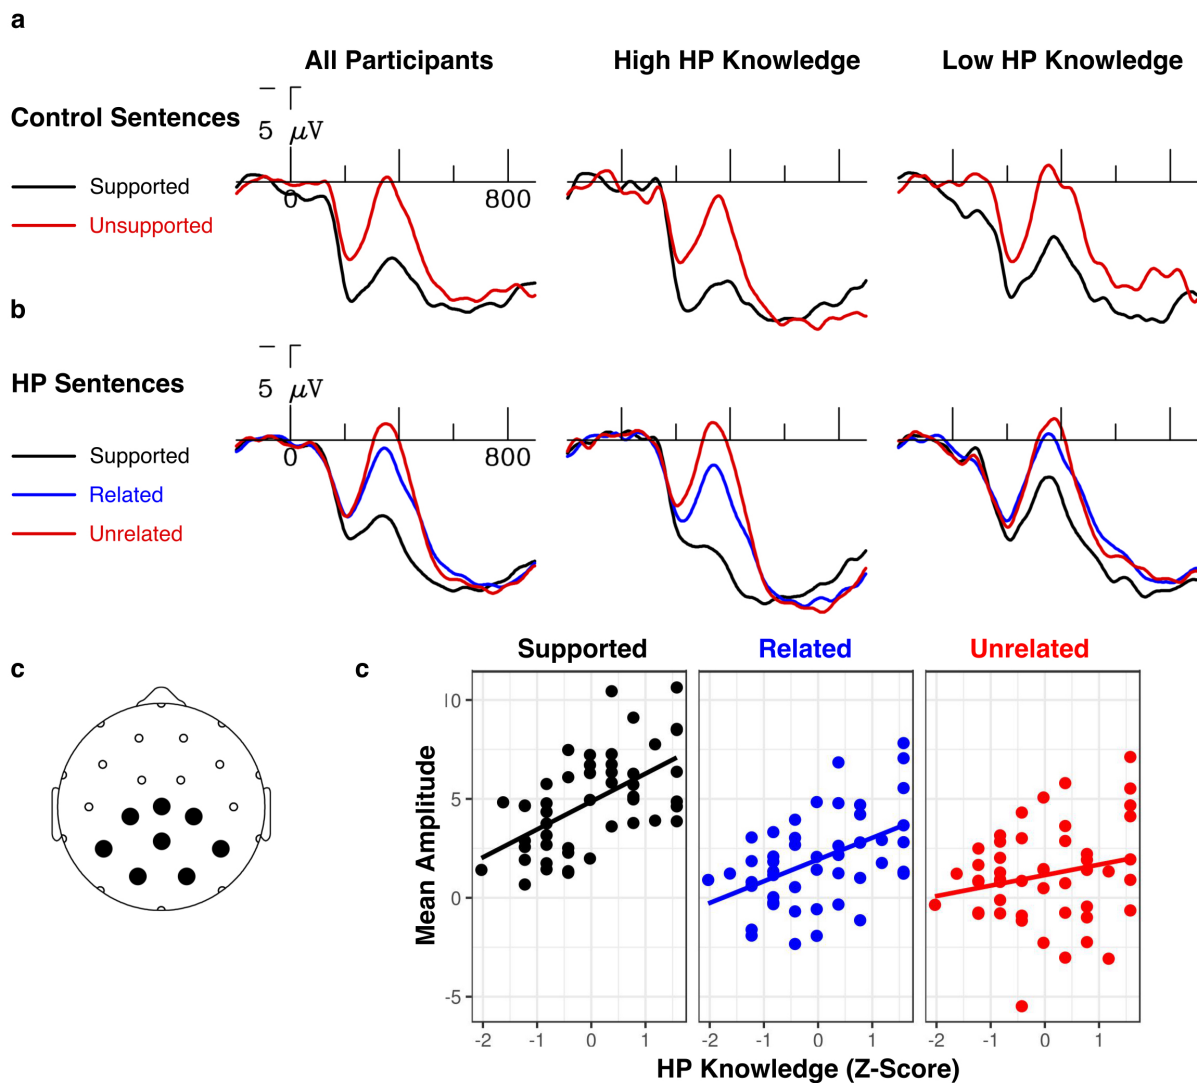 a
All Participants
High HP Knowledge
Low HP Knowledge
Control Sentences
5 μV
Supported
Unsupported
0
800
b
HP Sentences
5 μV
Supported
Related
Unrelated
0
800
c
c
Supported
Related
Unrelated
Mean Amplitude
10
5
0
-5
-2 -1 0 1
-2 -1 0 1
-2 -1 0 1
HP Knowledge (Z-Score)